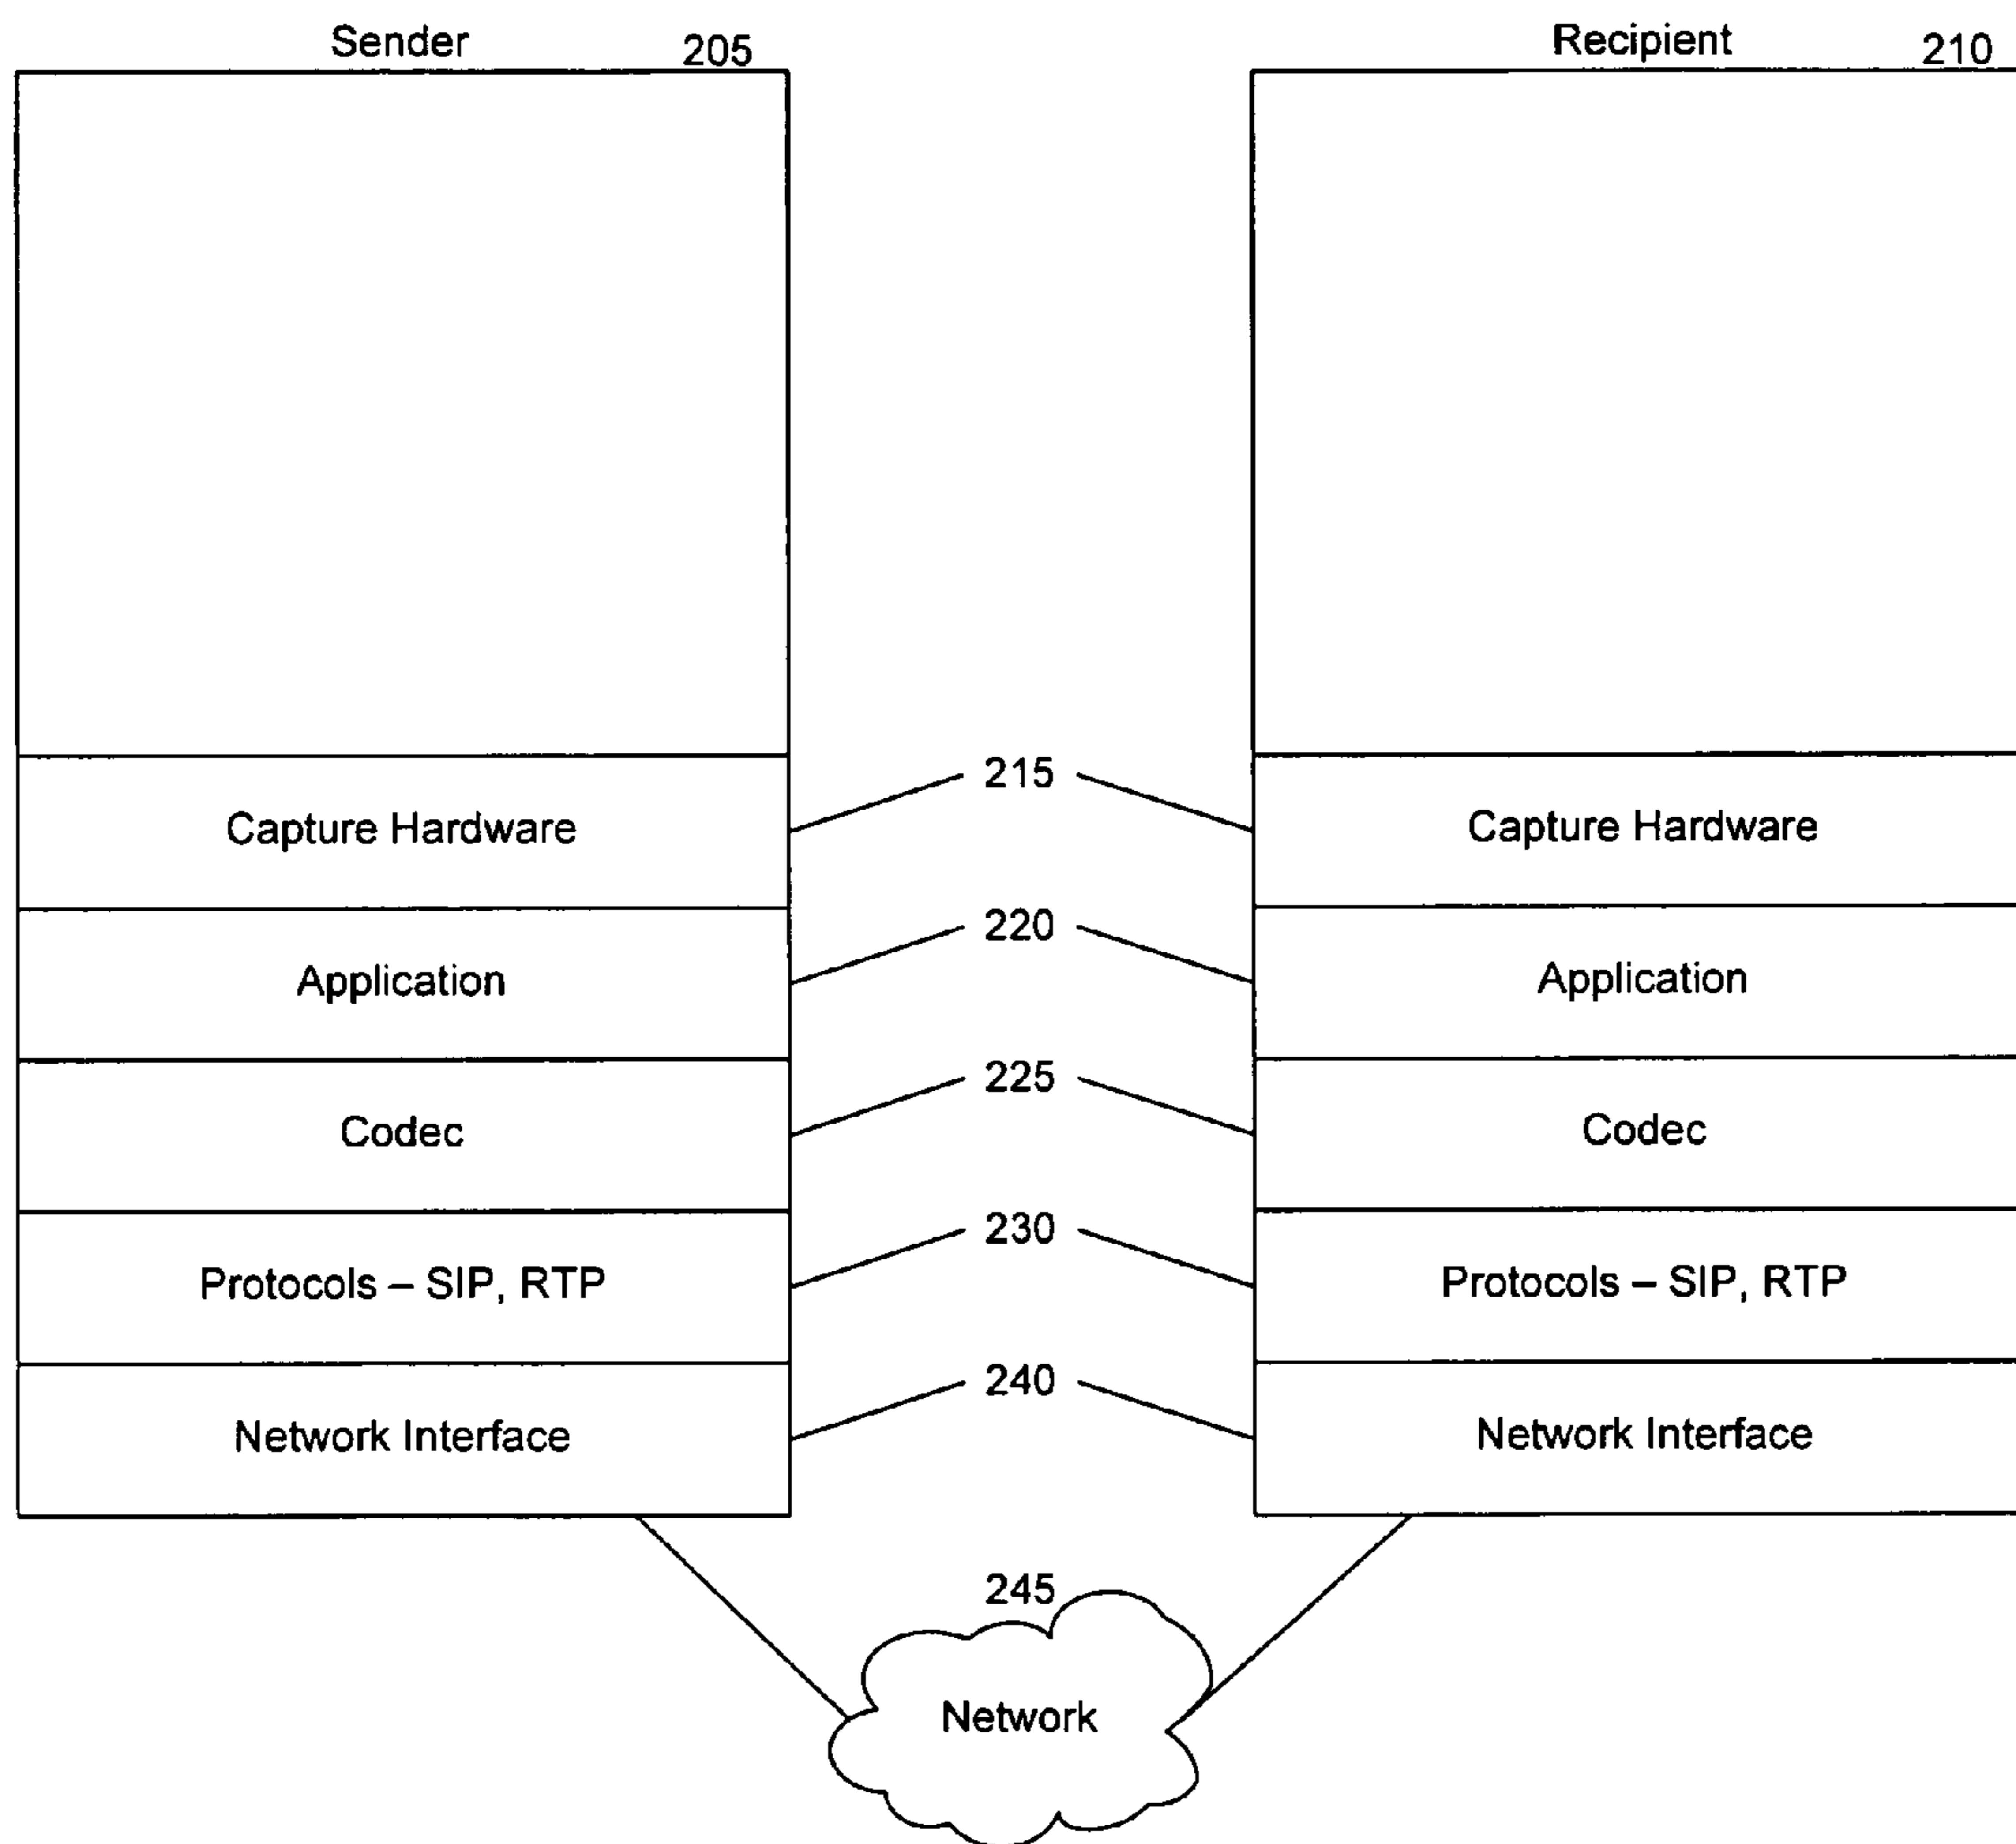 Sender 205 Recipient 210
215
Capture Hardware Capture Hardware
220
Application Application
225
Codec Codec
230
Protocols – SIP, RTP Protocols – SIP, RTP
240
Network Interface Network Interface
245
Network